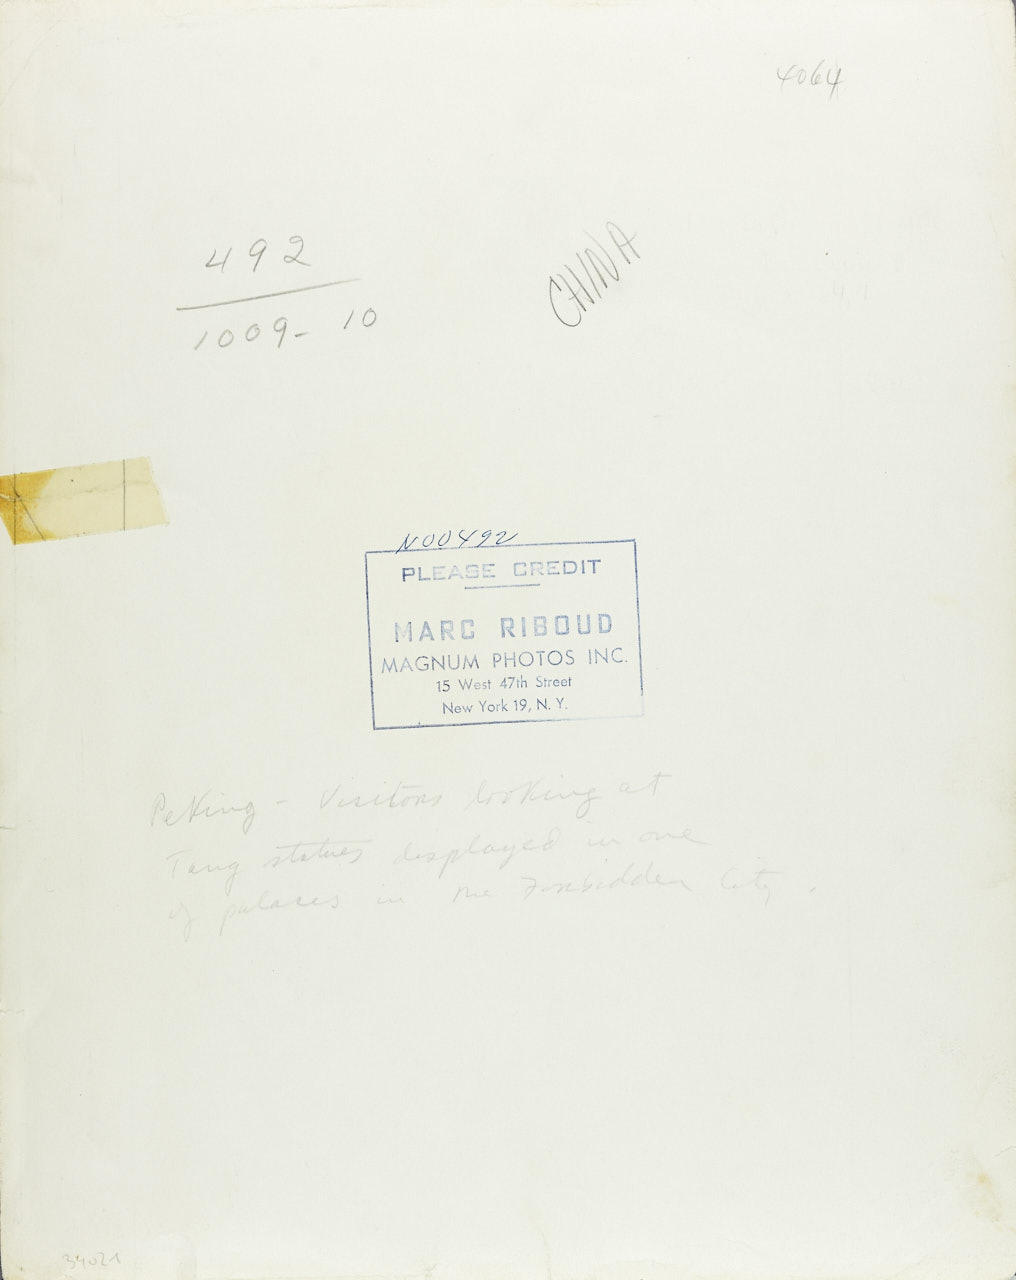 4064
492
1009-10
CHINA
N00492
PLEASE CREDIT
MARC RIBOUD
MAGNUM PHOTOS INC.
15 West 47th Street
New York 19, N. Y.
Peking - Visitors looking at
Tang statues displayed in one
of palaces in the Forbidden City.
34021